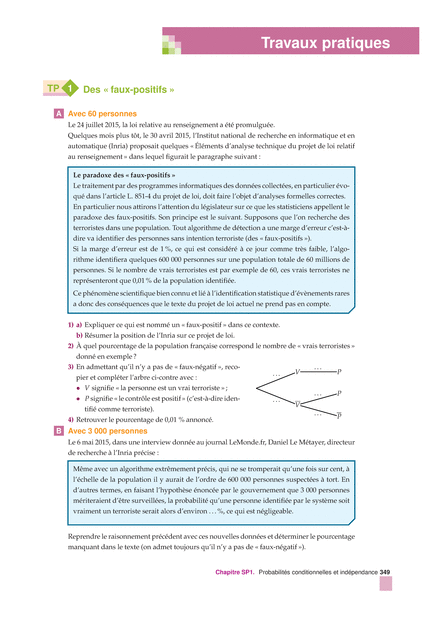 Travaux pratiques
TP 1 Des « faux-positifs »
A Avec 60 personnes
Le 24 juillet 2015, la loi relative au renseignement a été promulguée.
Quelques mois plus tôt, le 30 avril 2015, l'Institut national de recherche en informatique et en
automatique (Inria) proposait quelques « Éléments d'analyse technique du projet de loi relatif
au renseignement » dans lequel figurait le paragraphe suivant :
Le paradoxe des « faux-positifs »
Le traitement par des programmes informatiques des données collectées, en particulier évo-
qué dans l'article L. 851-4 du projet de loi, doit faire l'objet d'analyses formelles correctes.
En particulier nous attirons l'attention du législateur sur ce que les statisticiens appellent le
paradoxe des faux-positifs. Son principe est le suivant. Supposons que l'on recherche des
terroristes dans une population. Tout algorithme de détection a une marge d'erreur c'est-à-
dire va identifier des personnes sans intention terroriste (des « faux-positifs »).
Si la marge d'erreur est de 1 %, ce qui est considéré à ce jour comme très faible, l'algo-
rithme identifiera quelques 600 000 personnes sur une population totale de 60 millions de
personnes. Si le nombre de vrais terroristes est par exemple de 60, ces vrais terroristes ne
représenteront que 0,01 % de la population identifiée.
Ce phénomène scientifique bien connu et lié à l'identification statistique d'évènements rares
a donc des conséquences que le texte du projet de loi actuel ne prend pas en compte.
1) a) Expliquer ce qui est nommé un « faux-positif » dans ce contexte.
b) Résumer la position de l'Inria sur ce projet de loi.
2) À quel pourcentage de la population française correspond le nombre de « vrais terroristes »
donné en exemple ?
3) En admettant qu'il n'y a pas de « faux-négatif », reco-
pier et compléter l'arbre ci-contre avec :
• V signifie « la personne est un vrai terroriste » ;
• P signifie « le contrôle est positif » (c'est-à-dire iden-
tifié comme terroriste).
... V ... P
... V̅ ... P
... P̅
4) Retrouver le pourcentage de 0,01 % annoncé.
B Avec 3 000 personnes
Le 6 mai 2015, dans une interview donnée au journal LeMonde.fr, Daniel Le Métayer, directeur
de recherche à l'Inria précise :
Même avec un algorithme extrêmement précis, qui ne se tromperait qu'une fois sur cent, à
l'échelle de la population il y aurait de l'ordre de 600 000 personnes suspectées à tort. En
d'autres termes, en faisant l'hypothèse énoncée par le gouvernement que 3 000 personnes
mériteraient d'être surveillées, la probabilité qu'une personne identifiée par le système soit
vraiment un terroriste serait alors d'environ ... %, ce qui est négligeable.
Reprendre le raisonnement précédent avec ces nouvelles données et déterminer le pourcentage
manquant dans le texte (on admet toujours qu'il n'y a pas de « faux-négatif »).
Chapitre SP1. Probabilités conditionnelles et indépendance 349